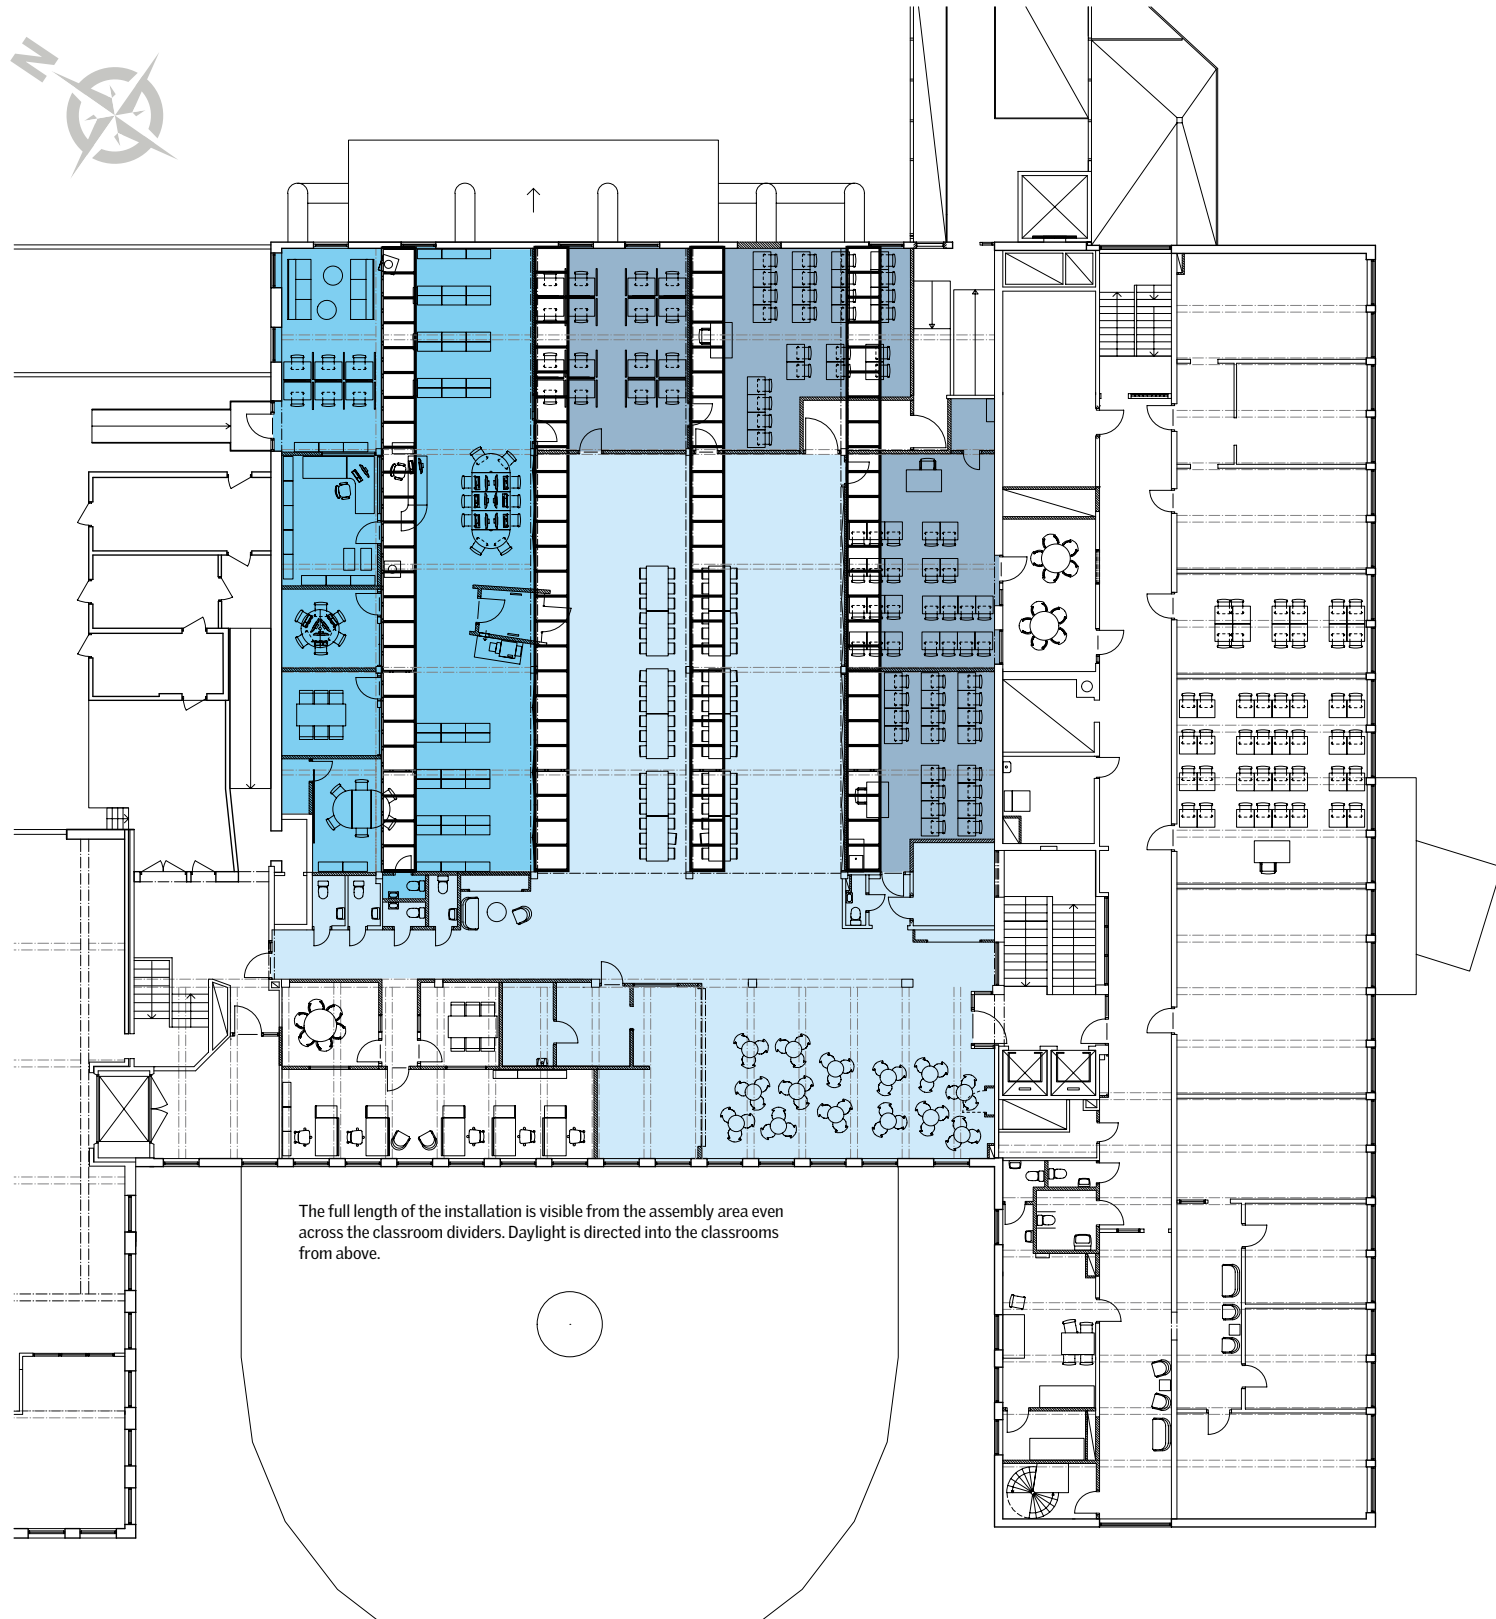 N
The full length of the installation is visible from the assembly area even
across the classroom dividers. Daylight is directed into the classrooms
from above.